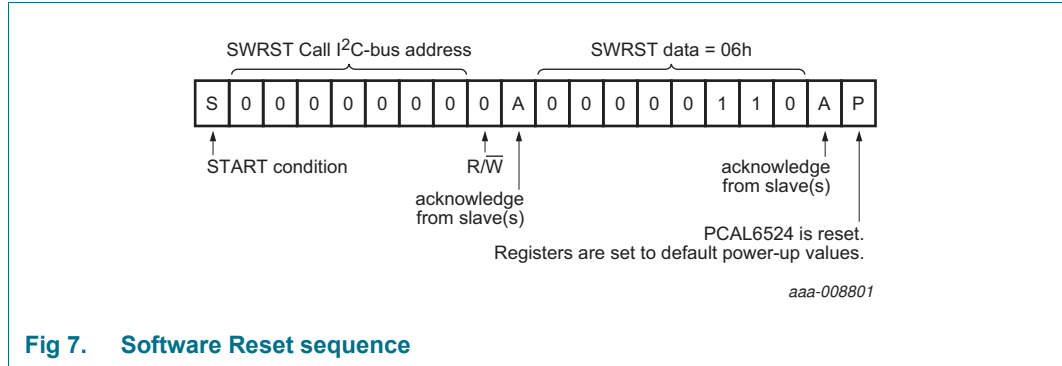 SWRST Call I²C-bus address SWRST data = 06h
S 0 0 0 0 0 0 0 0 A 0 0 0 0 0 1 1 0 A P
START condition R/W̅ acknowledge
acknowledge from slave(s)
from slave(s)
PCAL6524 is reset.
Registers are set to default power-up values.
aaa-008801
Fig 7. Software Reset sequence